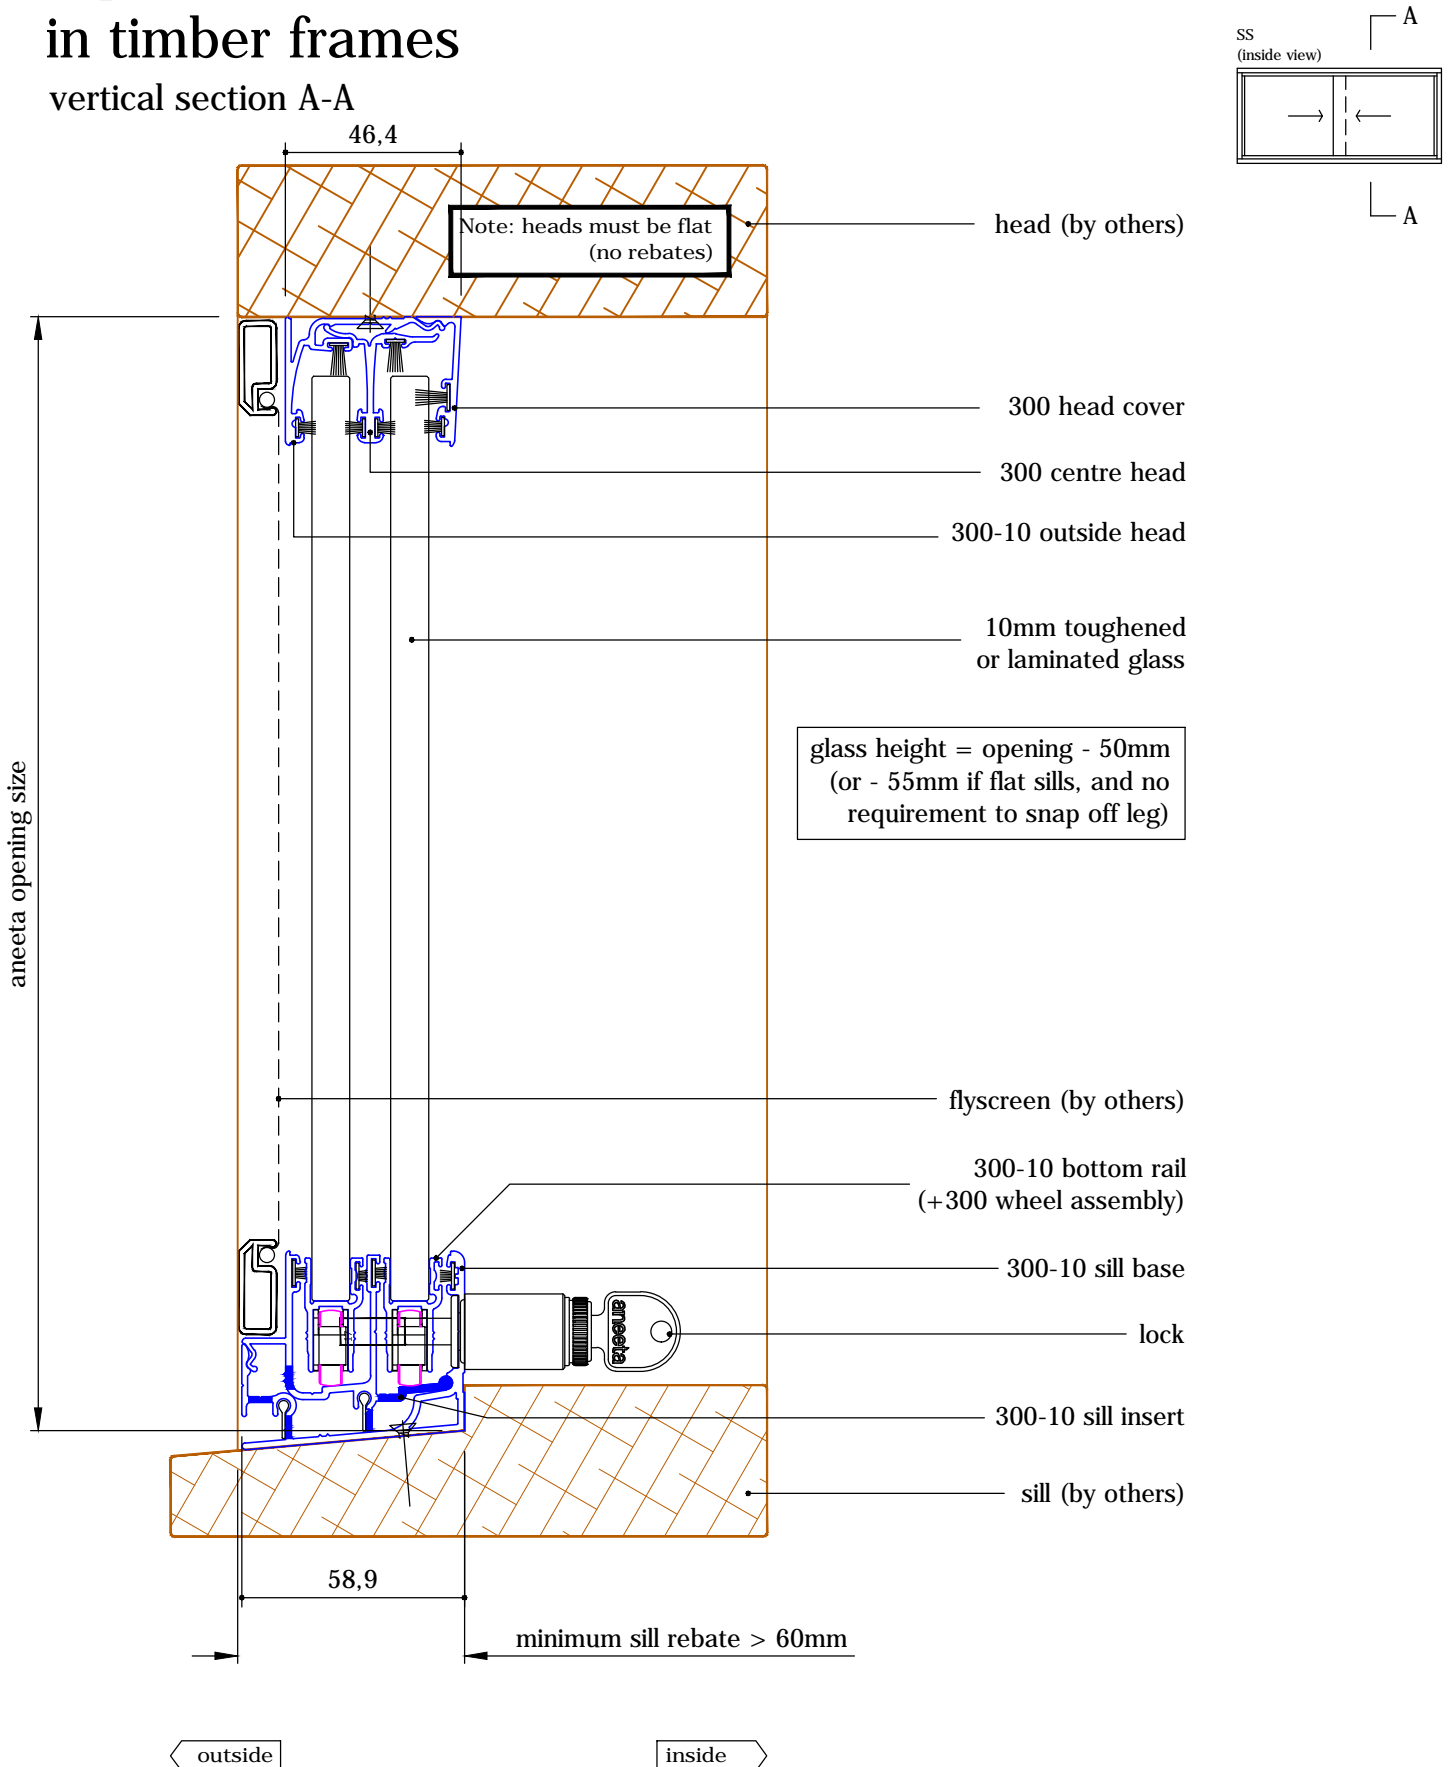 in timber frames
vertical section A-A
A
SS
(inside view)
A
46,4
Note: heads must be flat
(no rebates)
head (by others)
300 head cover
300 centre head
300-10 outside head
10mm toughened
or laminated glass
glass height = opening - 50mm
(or - 55mm if flat sills, and no
requirement to snap off leg)
aneeta opening size
flyscreen (by others)
300-10 bottom rail
(+300 wheel assembly)
300-10 sill base
aneeta
lock
300-10 sill insert
sill (by others)
58,9
minimum sill rebate > 60mm
outside
inside